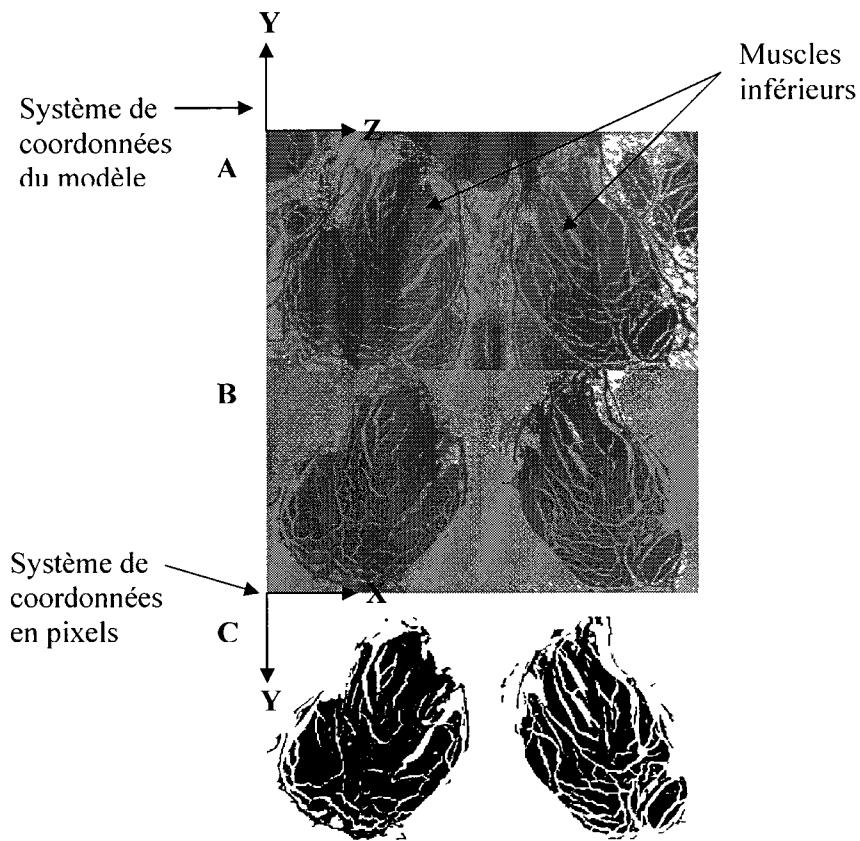 Y
Muscles
inférieurs
Système de
coordonnées
du modèle
Z
A
B
Système de
coordonnées
en pixels
X
C
Y